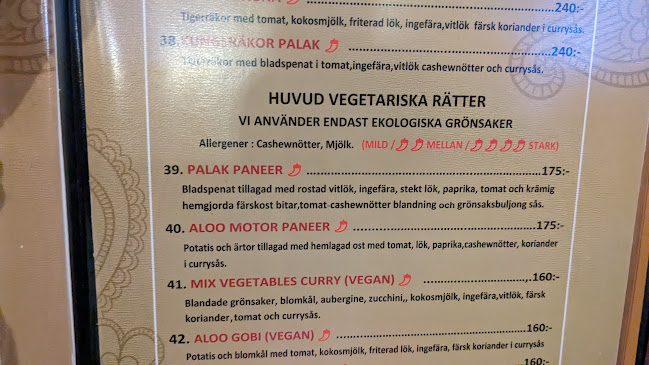 240:-
Tigerräkor med tomat, kokosmjölk, friterad lök, ingefära,vitlök färsk koriander i currysås.
38. KUNGSRÄKOR PALAK 240:-
Tigerräkor med bladspenat i tomat,ingefära,vitlök cashewnötter och currysås.
HUVUD VEGETARISKA RÄTTER
VI ANVÄNDER ENDAST EKOLOGISKA GRÖNSAKER
Allergener : Cashewnötter, Mjölk. (MILD / MELLAN / STARK)
39. PALAK PANEER 175:-
Bladspenat tillagad med rostad vitlök, ingefära, stekt lök, paprika, tomat och krämig
hemgjorda färskost bitar,tomat-cashewnötter blandning och grönsaksbuljong sås.
40. ALOO MOTOR PANEER 175:-
Potatis och ärtor tillagad med hemlagad ost med tomat, lök, paprika,cashewnötter, koriander
i currysås.
41. MIX VEGETABLES CURRY (VEGAN) 160:-
Blandade grönsaker, blomkål, aubergine, zucchini,, kokosmjölk, ingefära,vitlök, färsk
koriander,tomat och currysås.
42. ALOO GOBI (VEGAN) 160:-
Potatis och blomkål med tomat, kokosmjölk, friterad lök, ingefära, färsk koriander i currysås
160:-